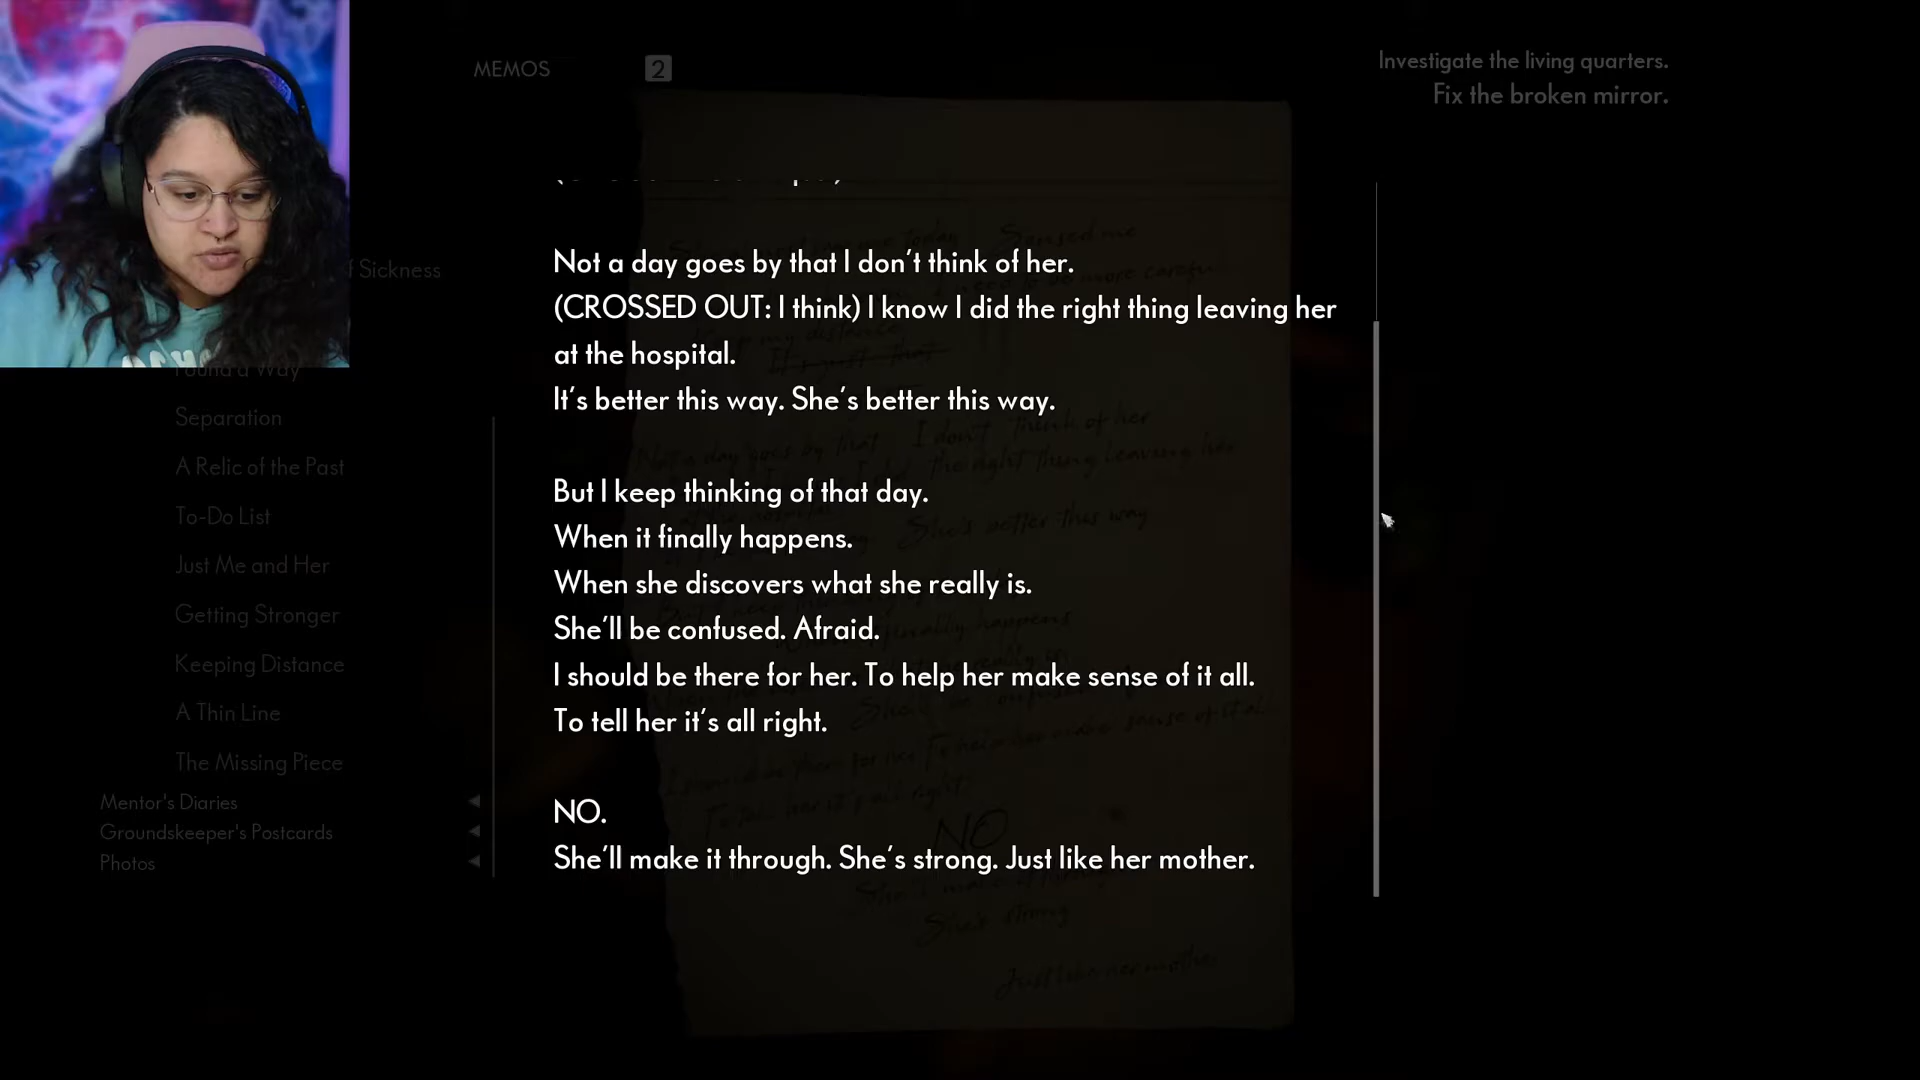 MEMOS 2
Investigate the living quarters.
Fix the broken mirror.
Not a day goes by that I don't think of her.
(CROSSED OUT: I think) I know I did the right thing leaving her
at the hospital.
It's better this way. She's better this way.
But I keep thinking of that day.
When it finally happens.
When she discovers what she really is.
She'll be confused. Afraid.
I should be there for her. To help her make sense of it all.
To tell her it's all right.
NO.
She'll make it through. She's strong. Just like her mother.
of Sickness
Found a Way
Separation
A Relic of the Past
To-Do List
Just Me and Her
Getting Stronger
Keeping Distance
A Thin Line
The Missing Piece
Mentor's Diaries
Groundskeeper's Postcards
Photos